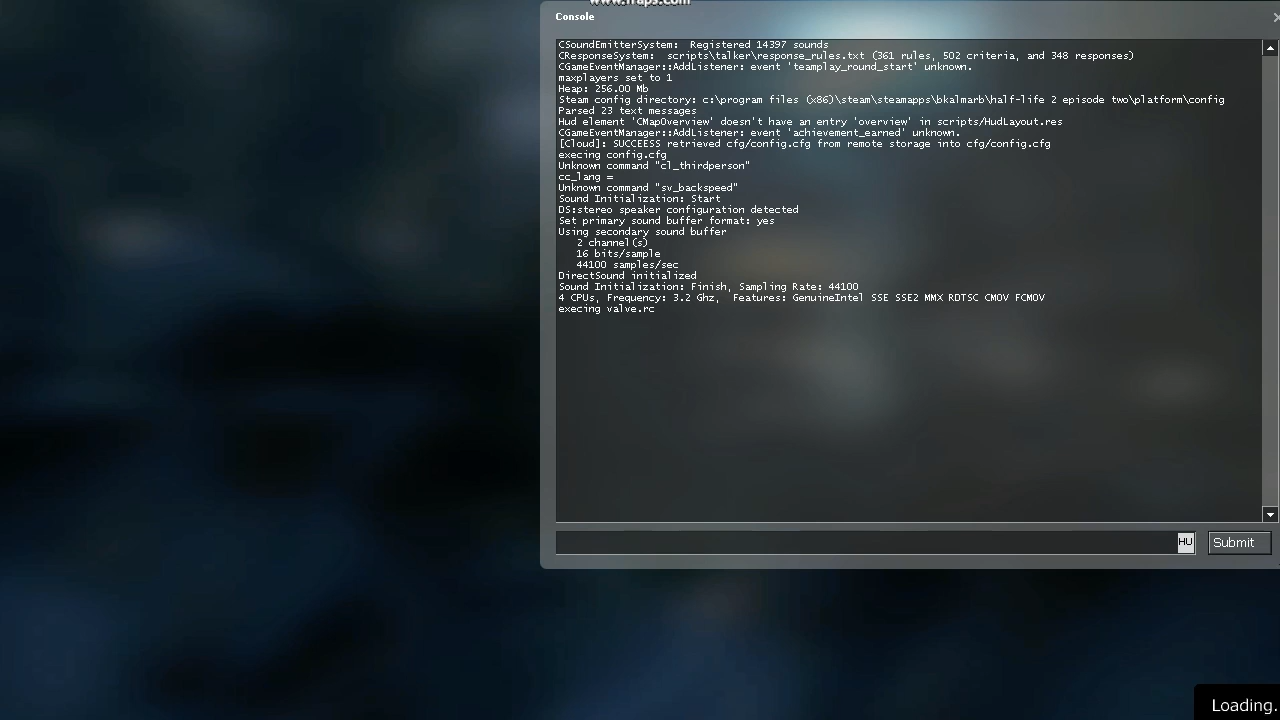 www.fraps.com
Console
CSoundEmitterSystem:  Registered 14397 sounds
CResponseSystem:  scripts\talker\response_rules.txt (361 rules, 502 criteria, and 348 responses)
CGameEventManager::AddListener: event 'teamplay_round_start' unknown.
maxplayers set to 1
Heap: 256.00 Mb
Steam config directory: c:\program files (x86)\steam\steamapps\bkalmarb\half-life 2 episode two\platform\config
Parsed 23 text messages
Hud element 'CMapOverview' doesn't have an entry 'overview' in scripts/HudLayout.res
CGameEventManager::AddListener: event 'achievement_earned' unknown.
[Cloud]: SUCCEESS retrieved cfg/config.cfg from remote storage into cfg/config.cfg
execing config.cfg
Unknown command "cl_thirdperson"
cc_lang =
Unknown command "sv_backspeed"
Sound Initialization: Start
DS:stereo speaker configuration detected
Set primary sound buffer format: yes
Using secondary sound buffer
   2 channel(s)
   16 bits/sample
   44100 samples/sec
DirectSound initialized
Sound Initialization: Finish, Sampling Rate: 44100
4 CPUs, Frequency: 3.2 Ghz,  Features: GenuineIntel SSE SSE2 MMX RDTSC CMOV FCMOV
execing valve.rc
HU
Submit
Loading.